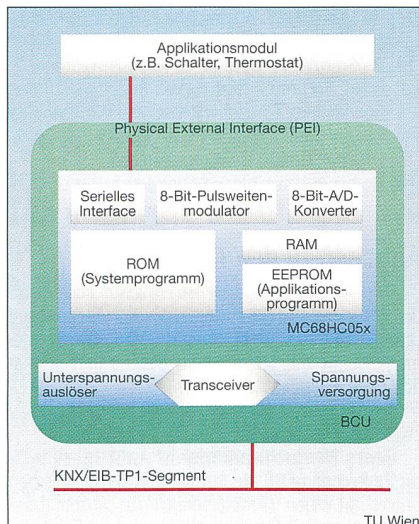 Applikationsmodul
(z.B. Schalter, Thermostat)
Physical External Interface (PEI)
Serielles
Interface
8-Bit-Pulsweiten-
modulator
8-Bit-A/D-
Konverter
ROM
(Systemprogramm)
RAM
EEPROM
(Applikations-
programm)
MC68HC05x
Unterspannungs-
auslöser
Transceiver
Spannungs-
versorgung
BCU
KNX/EIB-TP1-Segment
TU Wien